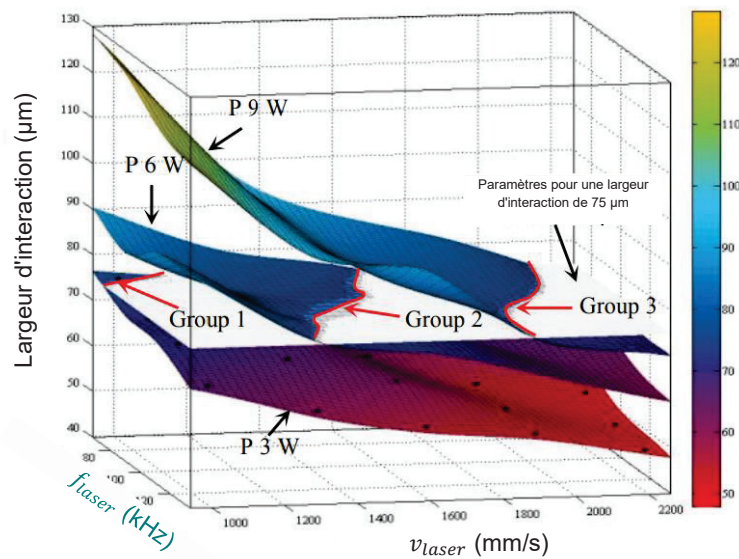 130
120
110
100
90
80
70
60
50
40
Largeur d'interaction (µm)
P 9 W
P 6 W
Paramètres pour une largeur
d'interaction de 75 µm
Group 1
Group 2
Group 3
P 3 W
80
f_laser (kHz)
1000
1200
1400
1600
1800
2000
2200
v_laser (mm/s)
120
110
100
90
80
70
60
50